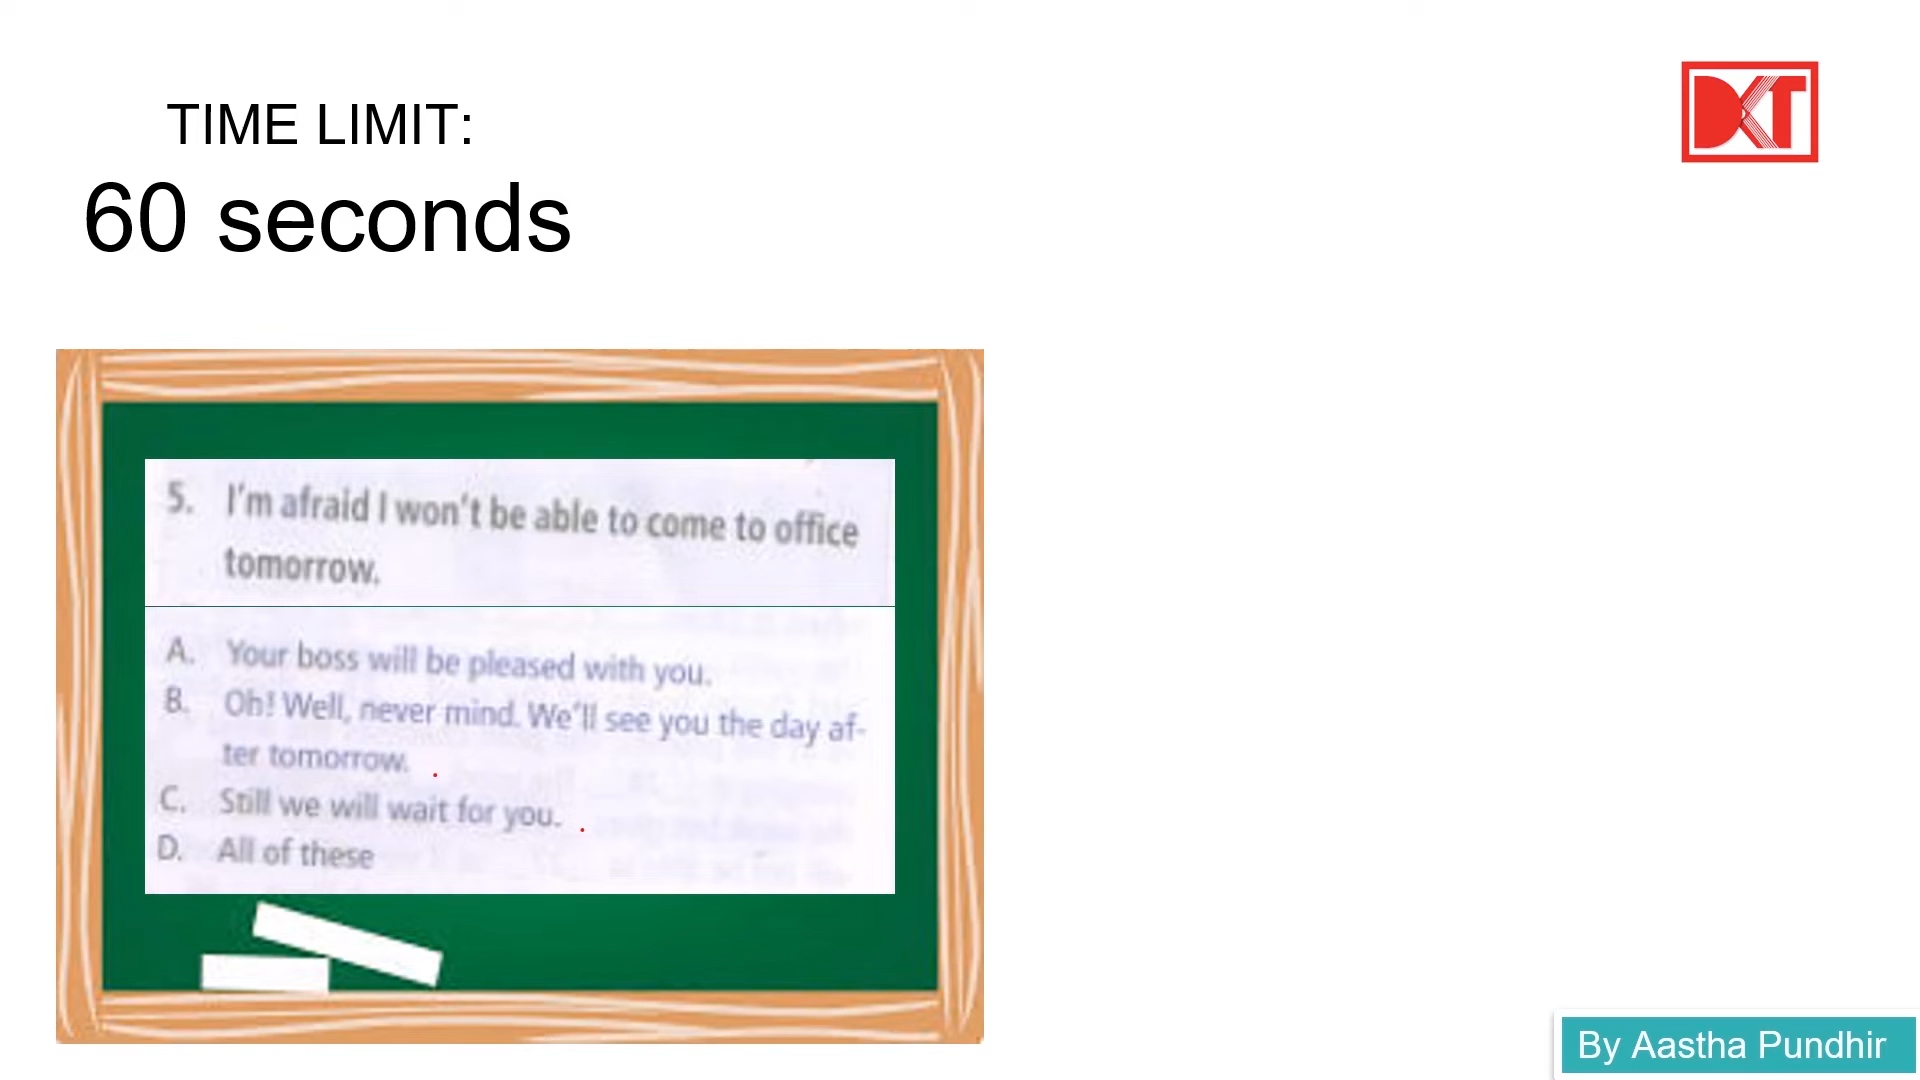 TIME LIMIT:
60 seconds
DKT
5. I'm afraid I won't be able to come to office
tomorrow.
A. Your boss will be pleased with you.
B. Oh! Well, never mind. We'll see you the day af-
ter tomorrow.
C. Still we will wait for you.
D. All of these
By Aastha Pundhir